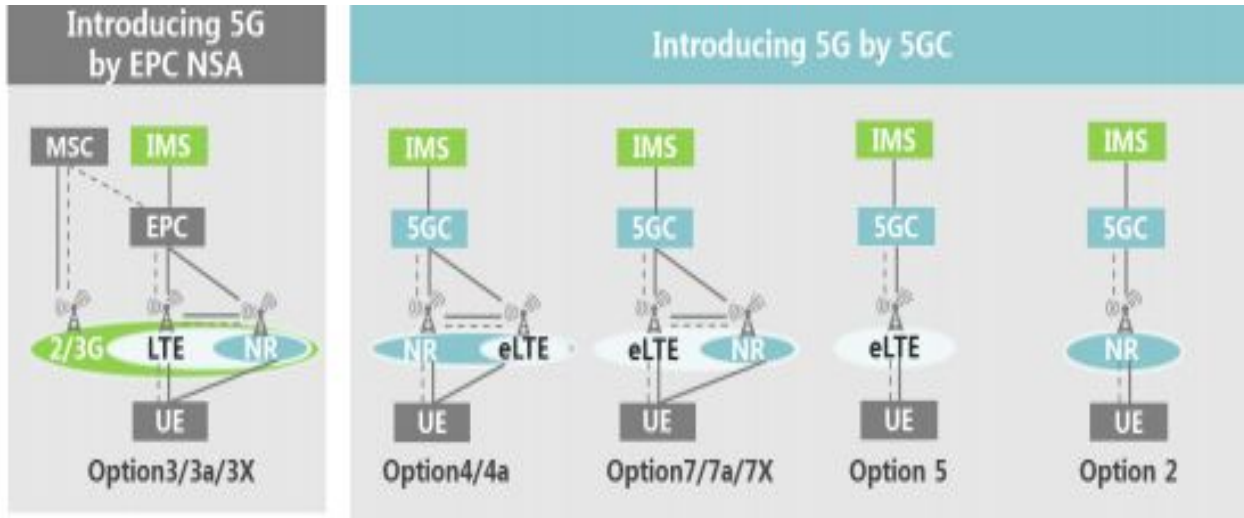 Introducing 5G
by EPC NSA
Introducing 5G by 5GC
MSC
IMS
EPC
2/3G
LTE
NR
UE
Option3/3a/3X
IMS
5GC
NR
eLTE
UE
Option4/4a
IMS
5GC
eLTE
NR
UE
Option7/7a/7X
IMS
5GC
eLTE
UE
Option 5
IMS
5GC
NR
UE
Option 2